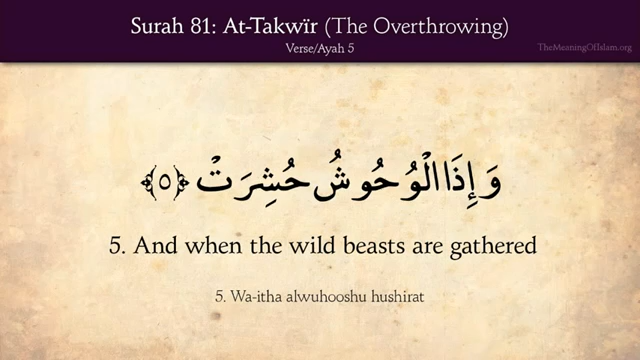 Surah 81: At-Takwïr (The Overthrowing)
Verse/Ayah 5
TheMeaningOfIslam.org
وَإِذَا الْوُحُوشُ حُشِرَتْ ﴿٥﴾
5. And when the wild beasts are gathered
5. Wa-itha alwuhooshu hushirat